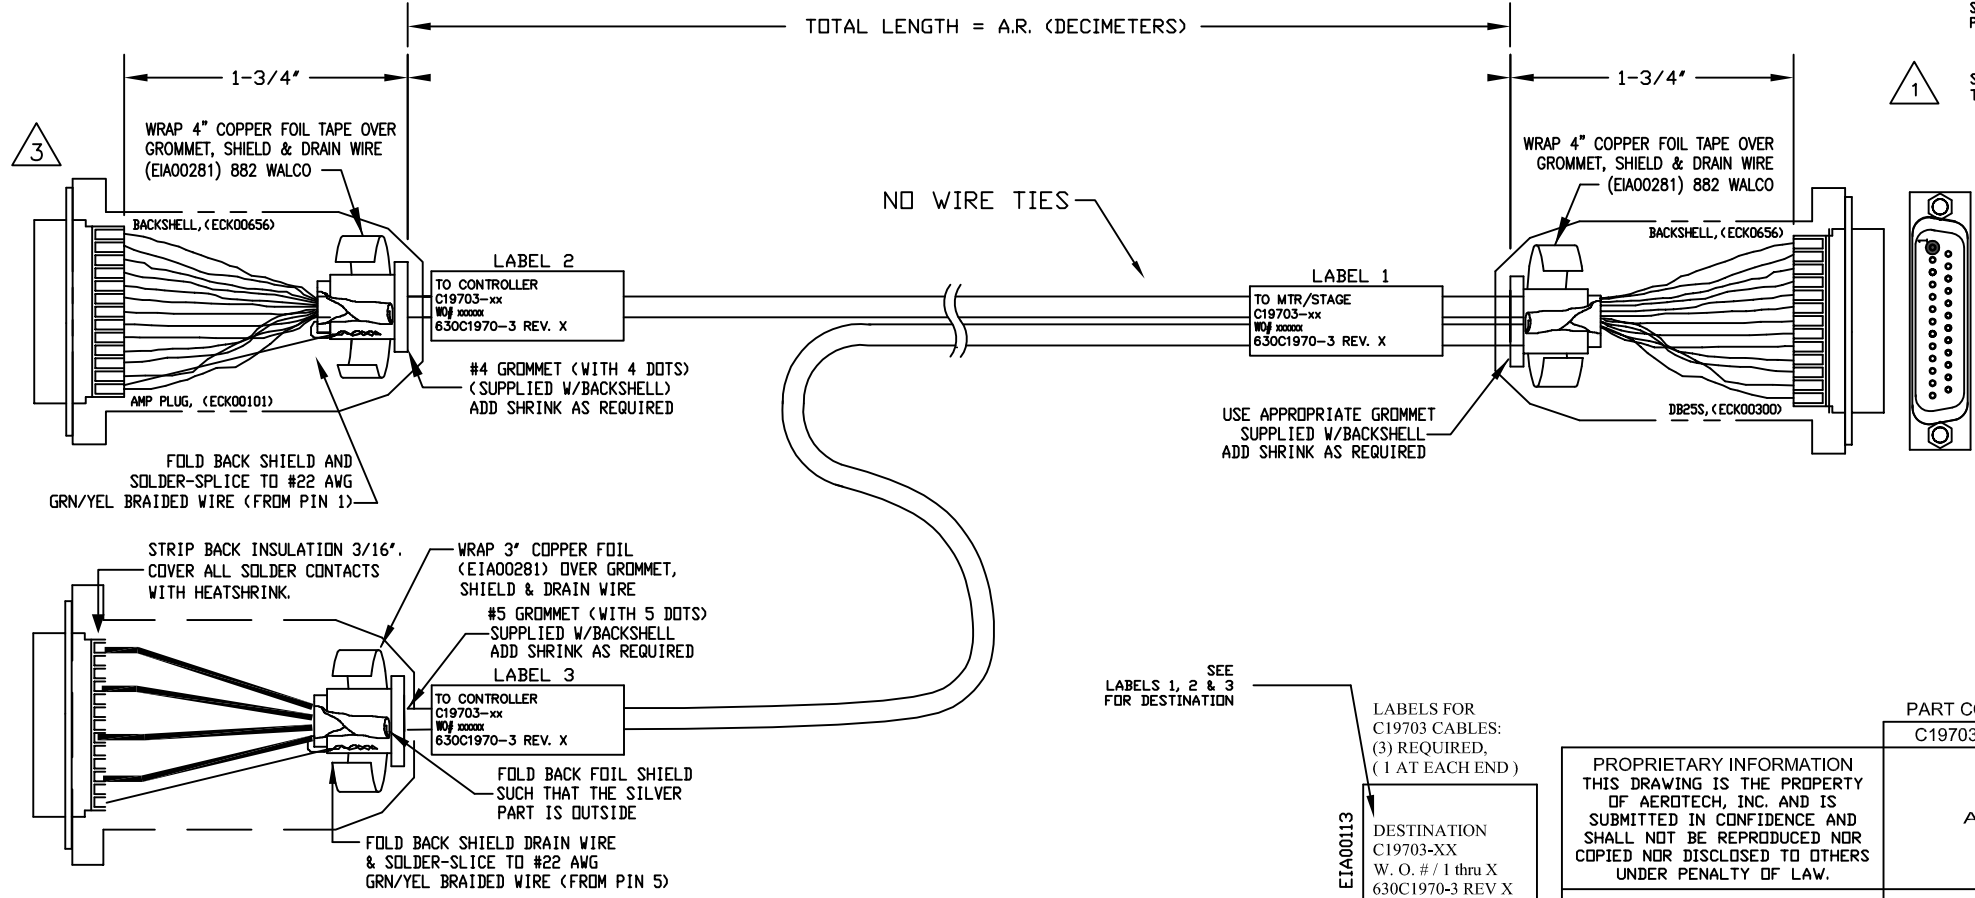 TOTAL LENGTH = A.R. (DECIMETERS)
1-3/4"
1-3/4"
1
3
WRAP 4" COPPER FOIL TAPE OVER
GROMMET, SHIELD & DRAIN WIRE
(EIA00281) 882 WALCO
WRAP 4" COPPER FOIL TAPE OVER
GROMMET, SHIELD & DRAIN WIRE
(EIA00281) 882 WALCO
NO WIRE TIES
BACKSHELL, (ECK00656)
BACKSHELL, (ECK0656)
LABEL 2
TO CONTROLLER
C19703-xx
WO# xxxxx
630C1970-3 REV. X
LABEL 1
TO MTR/STAGE
C19703-xx
WO# xxxxx
630C1970-3 REV. X
1
AMP PLUG, (ECK00101)
DB25S, (ECK00300)
#4 GROMMET (WITH 4 DOTS)
(SUPPLIED W/BACKSHELL)
ADD SHRINK AS REQUIRED
USE APPROPRIATE GROMMET
SUPPLIED W/BACKSHELL
ADD SHRINK AS REQUIRED
FOLD BACK SHIELD AND
SOLDER-SPLICE TO #22 AWG
GRN/YEL BRAIDED WIRE (FROM PIN 1)
STRIP BACK INSULATION 3/16".
COVER ALL SOLDER CONTACTS
WITH HEATSHRINK.
WRAP 3" COPPER FOIL
(EIA00281) OVER GROMMET,
SHIELD & DRAIN WIRE
#5 GROMMET (WITH 5 DOTS)
SUPPLIED W/BACKSHELL
ADD SHRINK AS REQUIRED
LABEL 3
TO CONTROLLER
C19703-xx
WO# xxxxx
630C1970-3 REV. X
FOLD BACK FOIL SHIELD
SUCH THAT THE SILVER
PART IS OUTSIDE
FOLD BACK SHIELD DRAIN WIRE
& SOLDER-SLICE TO #22 AWG
GRN/YEL BRAIDED WIRE (FROM PIN 5)
SEE
LABELS 1, 2 & 3
FOR DESTINATION
LABELS FOR
C19703 CABLES:
(3) REQUIRED,
( 1 AT EACH END )
EIA00113
DESTINATION
C19703-XX
W. O. # / 1 thru X
630C1970-3 REV X
PART CO
C19703
PROPRIETARY INFORMATION
THIS DRAWING IS THE PROPERTY
OF AEROTECH, INC. AND IS
SUBMITTED IN CONFIDENCE AND
SHALL NOT BE REPRODUCED NOR
COPIED NOR DISCLOSED TO OTHERS
UNDER PENALTY OF LAW.